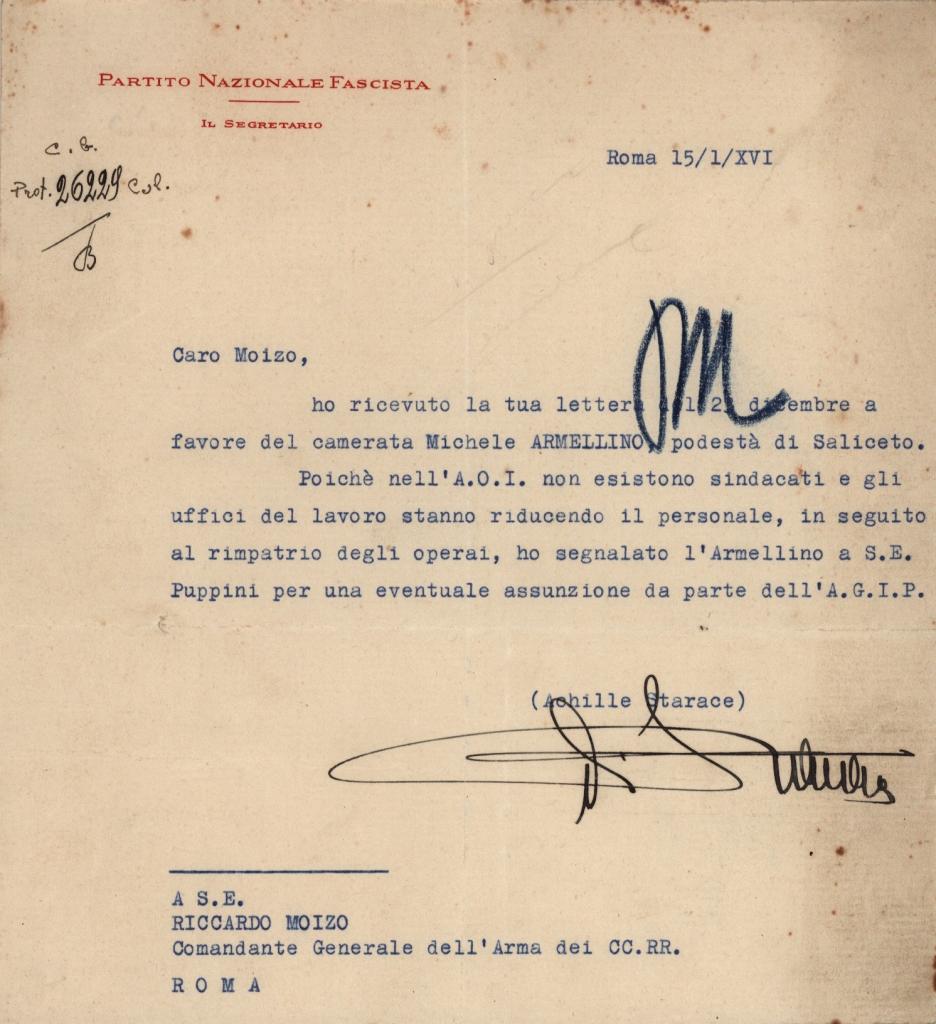 PARTITO NAZIONALE FASCISTA
IL SEGRETARIO
Roma 15/1/XVI
Prot. 26229
B
M
Caro Moizo,
ho ricevuto la tua lettera del dicembre a
favore del camerata Michele ARMELLINO, podestà di Saliceto.
Poichè nell'A.O.I. non esistono sindacati e gli
uffici del lavoro stanno riducendo il personale, in seguito
al rimpatrio degli operai, ho segnalato l'Armellino a S.E.
Puppini per una eventuale assunzione da parte dell'A.G.I.P.
(Achille Starace)
A S.E.
RICCARDO MOIZO
Comandante Generale dell'Arma dei CC.RR.
R O M A